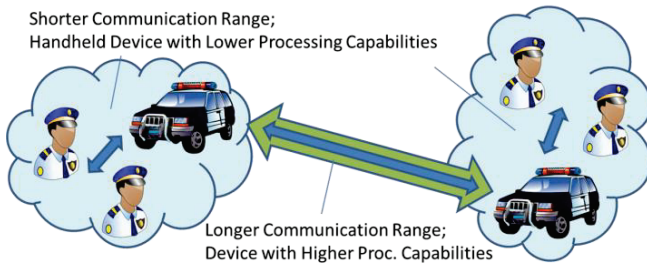 Shorter Communication Range;
Handheld Device with Lower Processing Capabilities
Longer Communication Range;
Device with Higher Proc. Capabilities